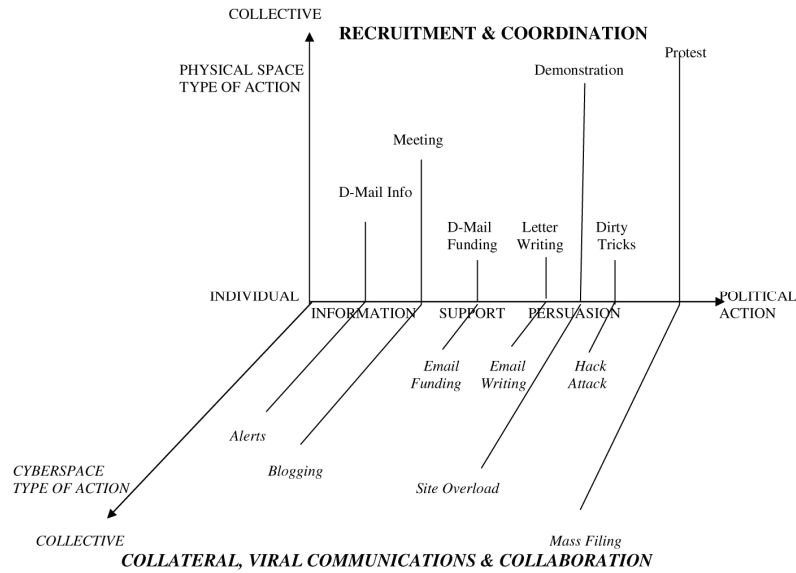 COLLECTIVE
RECRUITMENT & COORDINATION
Protest
PHYSICAL SPACE
TYPE OF ACTION
Demonstration
Meeting
D-Mail Info
D-Mail
Funding
Letter
Writing
Dirty
Tricks
INDIVIDUAL
POLITICAL
ACTION
INFORMATION
SUPPORT
PERSUASION
Email
Funding
Email
Writing
Hack
Attack
Alerts
Blogging
CYBERSPACE
TYPE OF ACTION
Site Overload
COLLECTIVE
Mass Filing
COLLATERAL, VIRAL COMMUNICATIONS & COLLABORATION